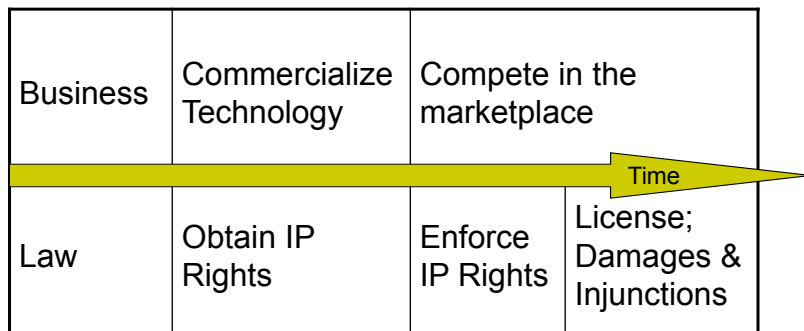 Business
Commercialize
Technology
Compete in the
marketplace
Time
Law
Obtain IP
Rights
Enforce
IP Rights
License;
Damages &
Injunctions